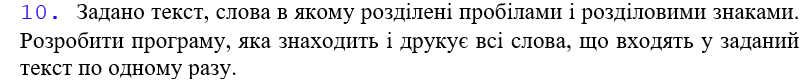 10. Задано текст, слова в якому розділені пробілами і розділовими знаками.
Розробити програму, яка знаходить і друкує всі слова, що входять у заданий
текст по одному разу.